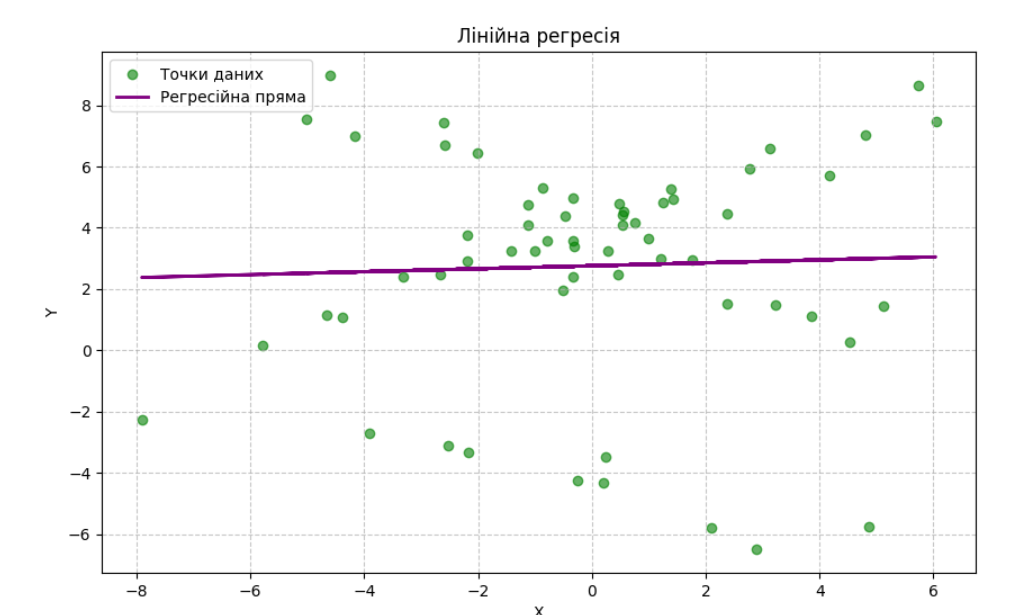 Лінійна регресія
Точки даних
Регресійна пряма
8
6
4
2
0
−2
−4
−6
Y
−8 −6 −4 −2 0 2 4 6
X